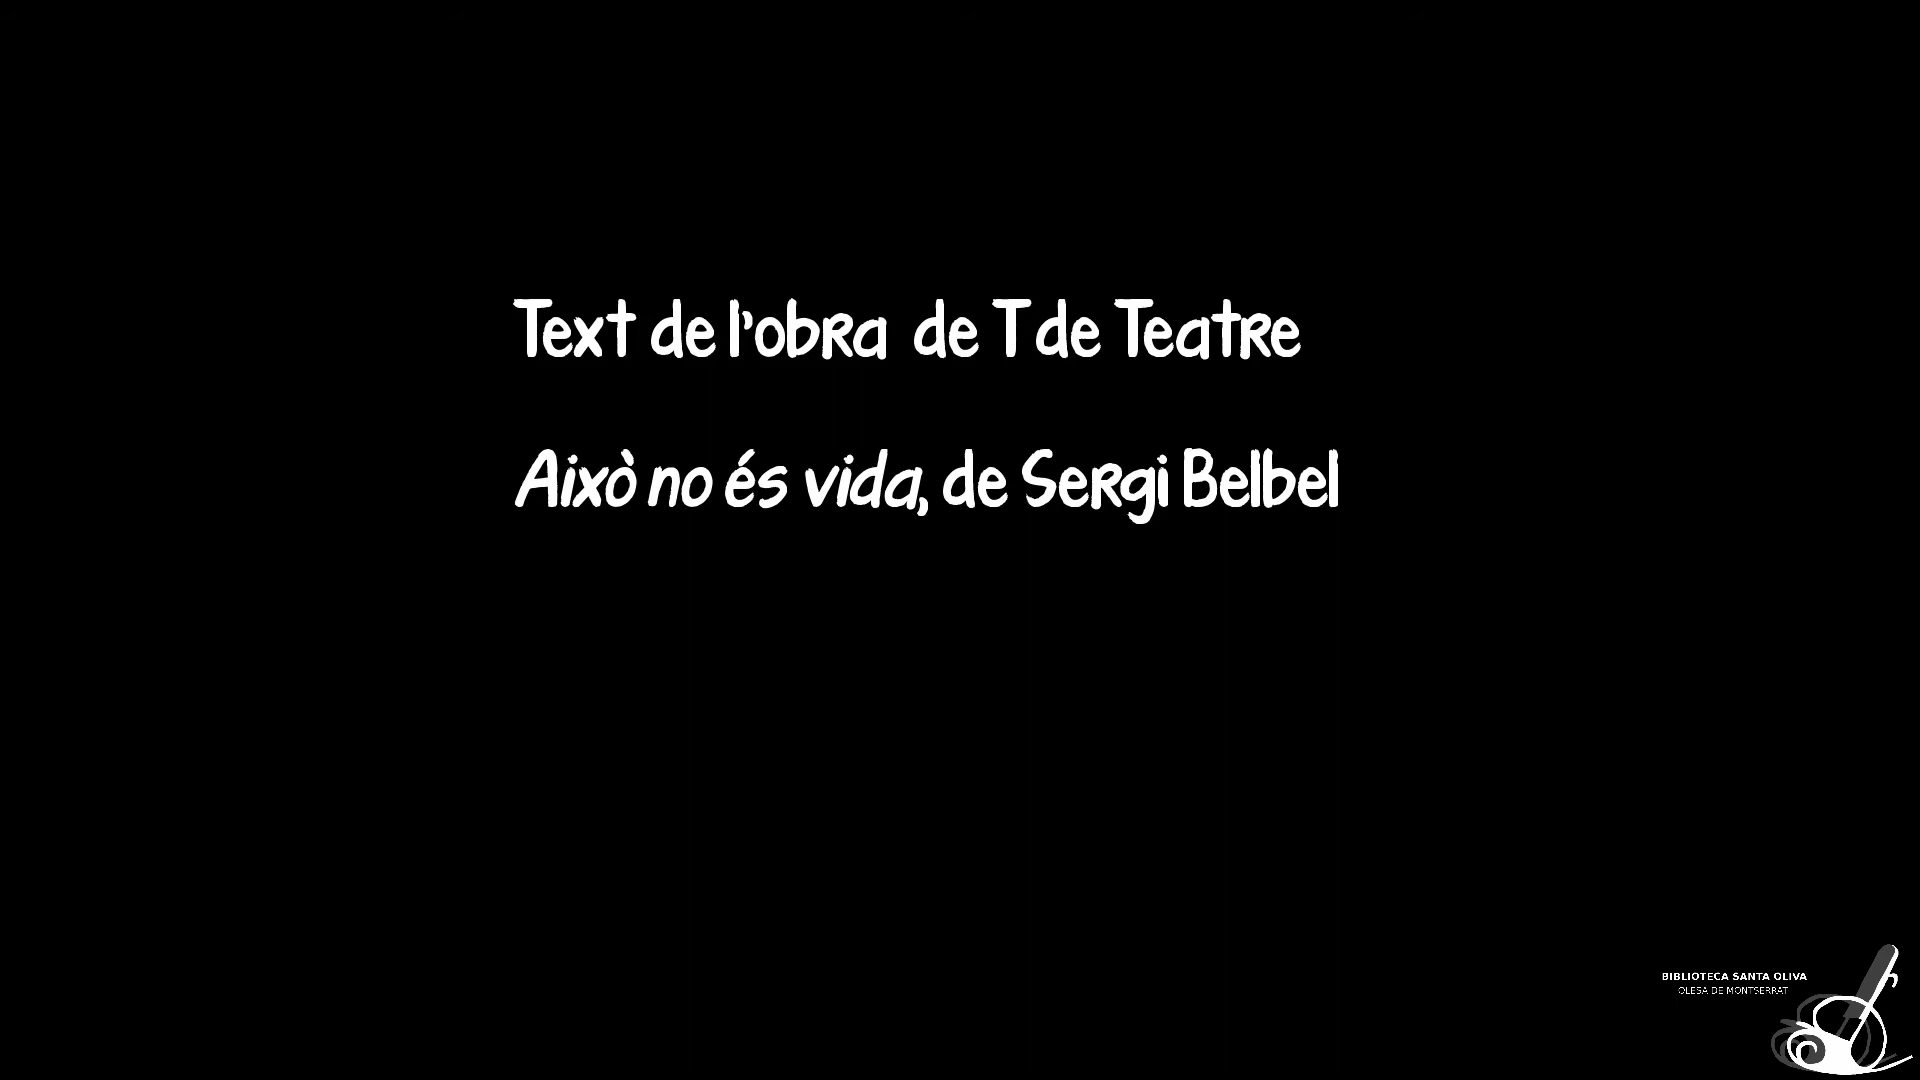 Text de l'obra de T de Teatre
Això no és vida, de Sergi Belbel
BIBLIOTECA SANTA OLIVA
OLESA DE MONTSERRAT